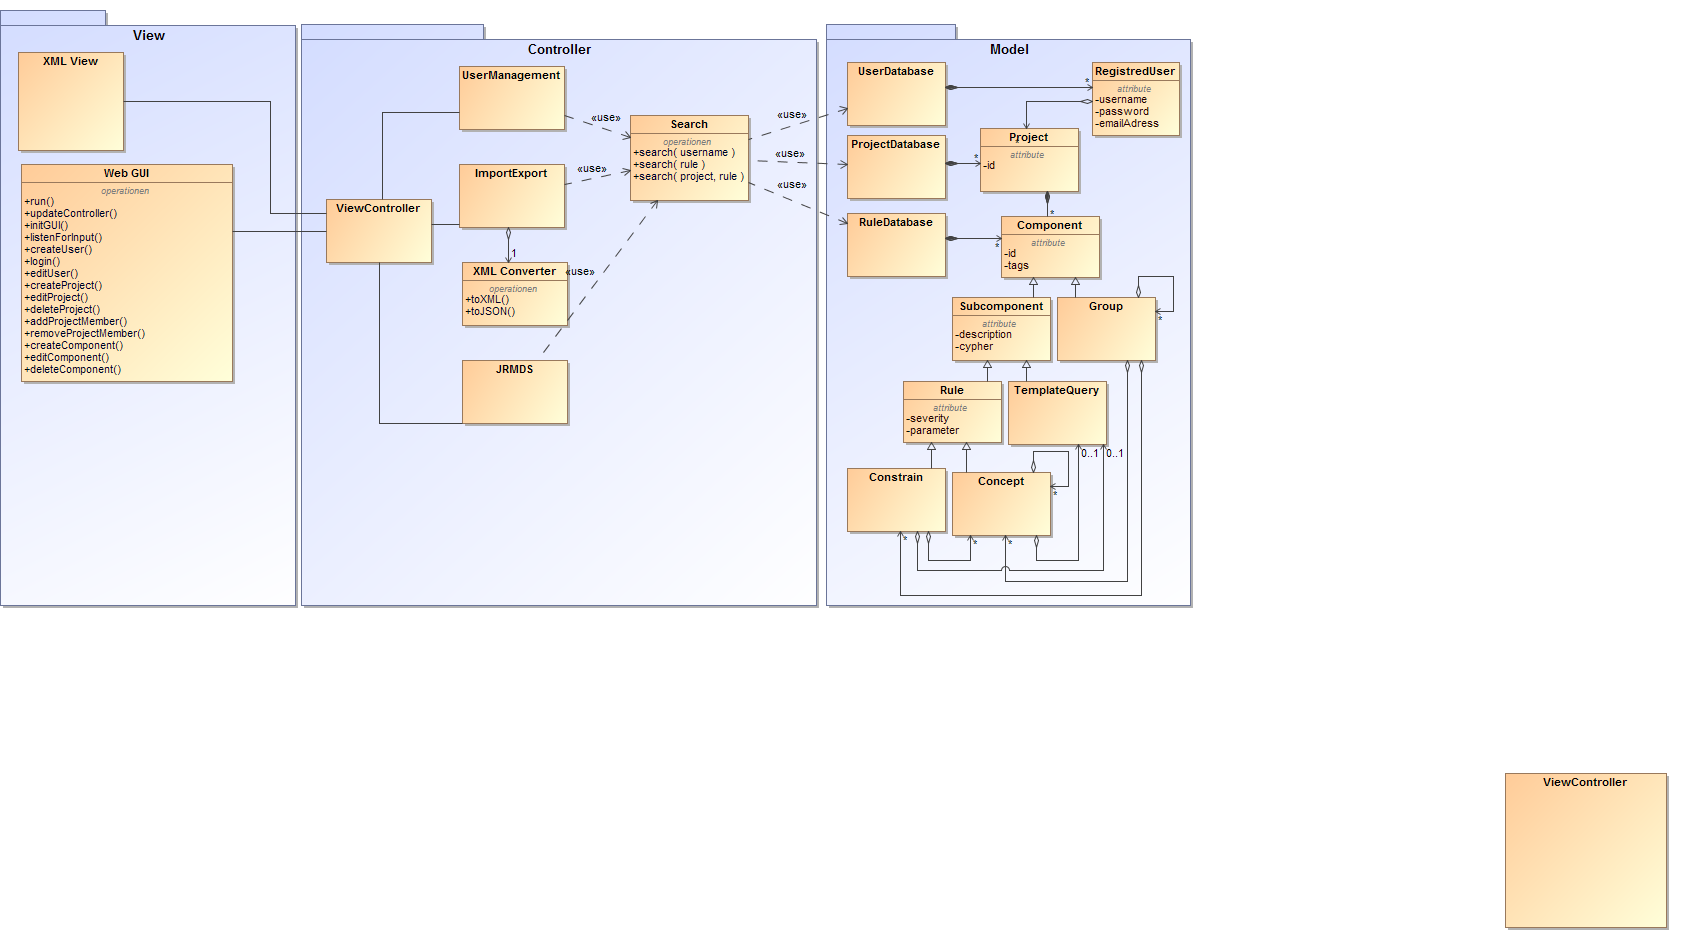 View
XML View
Web GUI
operationen
+run()
+updateController()
+initGUI()
+listenForInput()
+createUser()
+login()
+editUser()
+createProject()
+editProject()
+deleteProject()
+addProjectMember()
+removeProjectMember()
+createComponent()
+editComponent()
+deleteComponent()
Controller
UserManagement
«use»
ImportExport
«use»
ViewController
1
XML Converter
operationen
+toXML()
+toJSON()
«use»
JRMDS
Search
operationen
+search( username )
+search( rule )
+search( project, rule )
«use»
«use»
«use»
Model
UserDatabase
*
RegistredUser
attribute
-username
-password
-emailAdress
ProjectDatabase
*
Project
*
attribute
-id
RuleDatabase
*
*
Component
attribute
-id
-tags
Subcomponent
attribute
-description
-cypher
Group
*
Rule
attribute
-severity
-parameter
TemplateQuery
0..1
0..1
Constrain
Concept
*
*
*
*
ViewController